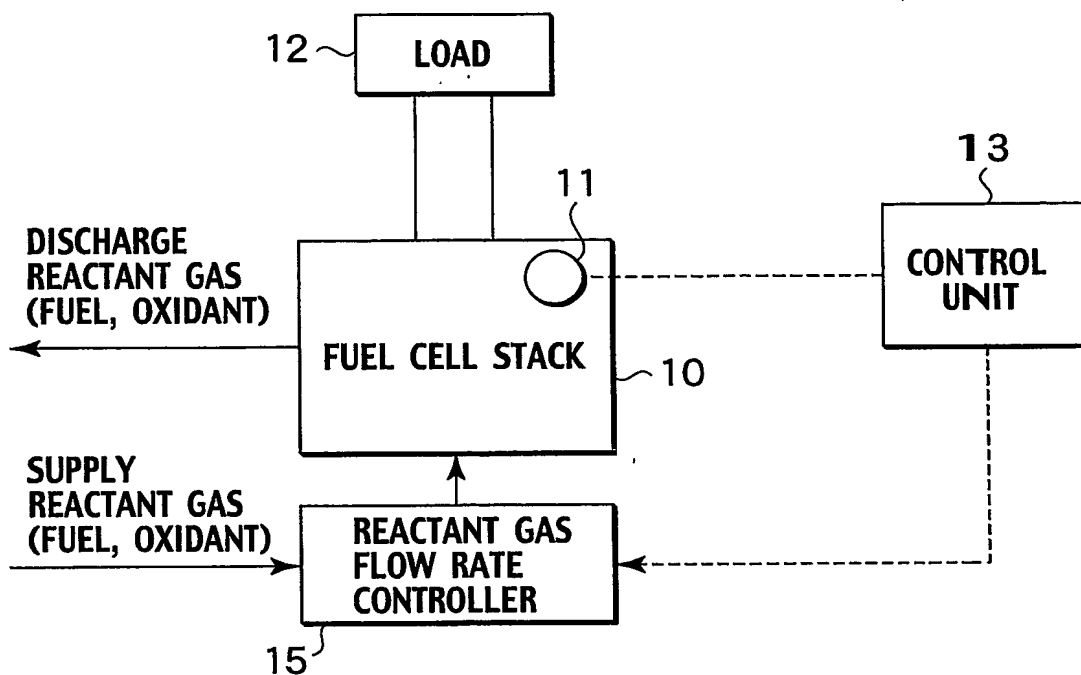 12
LOAD
11
13
CONTROL
UNIT
DISCHARGE
REACTANT GAS
(FUEL, OXIDANT)
FUEL CELL STACK
10
SUPPLY
REACTANT GAS
(FUEL, OXIDANT)
REACTANT GAS
FLOW RATE
CONTROLLER
15